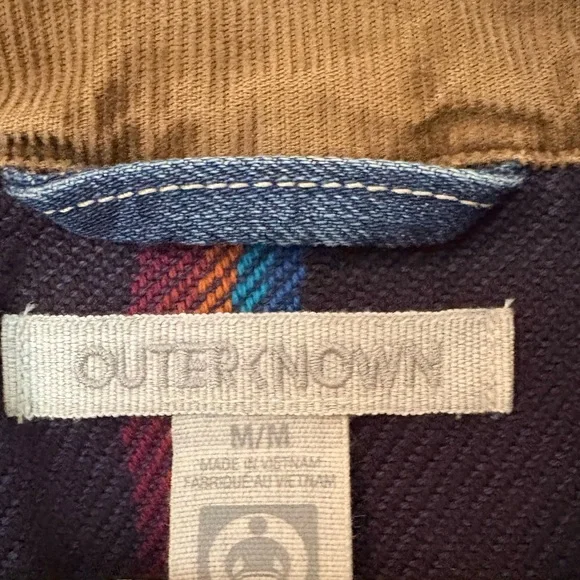 OUTERKNOWN
M/M
MADE IN VIETNAM
FABRIQUÉ AU VIETNAM